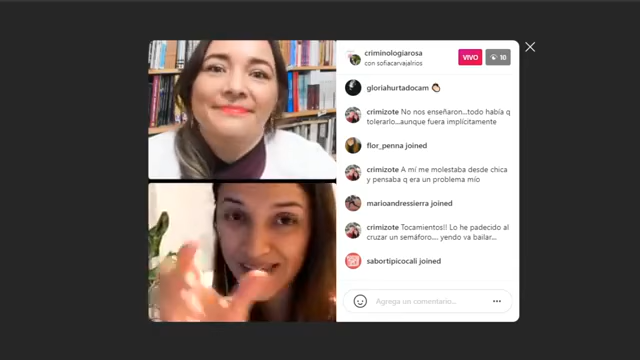 criminologiarosa
con sofiacarvajalrios
VIVO
10
gloriahurtadocam
crimizote No nos enseñaron...todo había q
tolerarlo...aunque fuera implícitamente
flor_penna joined
crimizote A mí me molestaba desde chica
y pensaba q era un problema mío
marioandressierra joined
crimizote Tocamientos!! Lo he padecido al
cruzar un semáforo.... yendo va bailar...
sabortipicocali joined
Agrega un comentario...